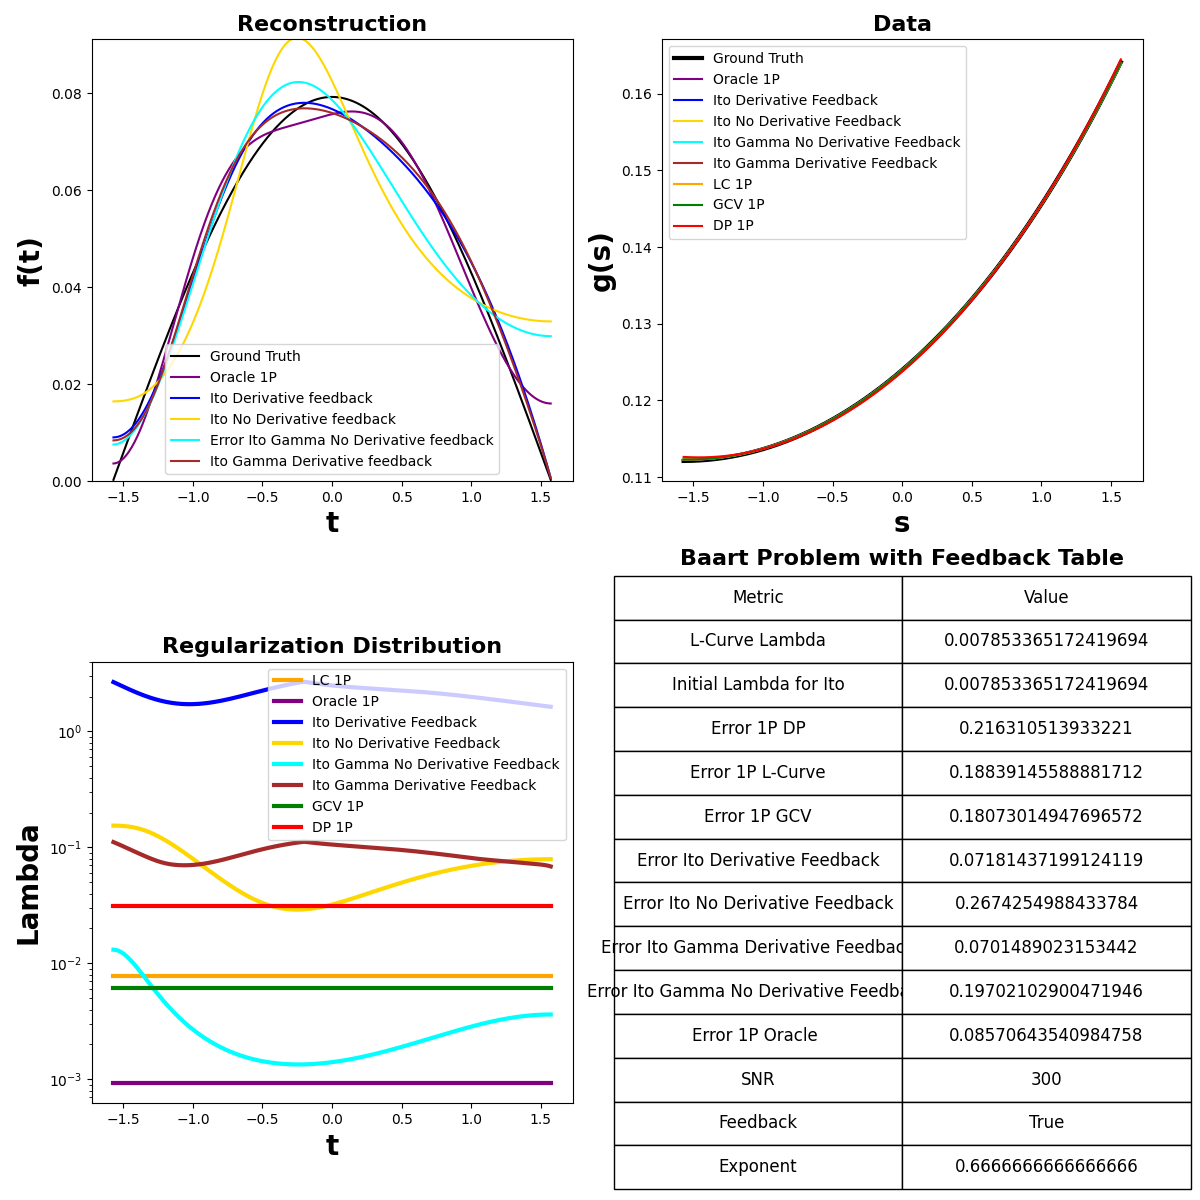 Reconstruction
f(t)
0.08
0.06
0.04
0.02
0.00
Ground Truth
Oracle 1P
Ito Derivative feedback
Ito No Derivative feedback
Error Ito Gamma No Derivative feedback
Ito Gamma Derivative feedback
−1.5 −1.0 −0.5 0.0 0.5 1.0 1.5
t
Data
g(s)
0.16
0.15
0.14
0.13
0.12
0.11
Ground Truth
Oracle 1P
Ito Derivative Feedback
Ito No Derivative Feedback
Ito Gamma No Derivative Feedback
Ito Gamma Derivative Feedback
LC 1P
GCV 1P
DP 1P
−1.5 −1.0 −0.5 0.0 0.5 1.0 1.5
s
Regularization Distribution
Lambda
10⁰
10⁻¹
10⁻²
10⁻³
LC 1P
Oracle 1P
Ito Derivative Feedback
Ito No Derivative Feedback
Ito Gamma No Derivative Feedback
Ito Gamma Derivative Feedback
GCV 1P
DP 1P
−1.5 −1.0 −0.5 0.0 0.5 1.0 1.5
t
Baart Problem with Feedback Table
Metric Value
L-Curve Lambda 0.007853365172419694
Initial Lambda for Ito 0.007853365172419694
Error 1P DP 0.216310513933221
Error 1P L-Curve 0.18839145588881712
Error 1P GCV 0.18073014947696572
Error Ito Derivative Feedback 0.07181437199124119
Error Ito No Derivative Feedback 0.2674254988433784
Error Ito Gamma Derivative Feedbac 0.0701489023153442
Error Ito Gamma No Derivative Feedba 0.19702102900471946
Error 1P Oracle 0.08570643540984758
SNR 300
Feedback True
Exponent 0.6666666666666666